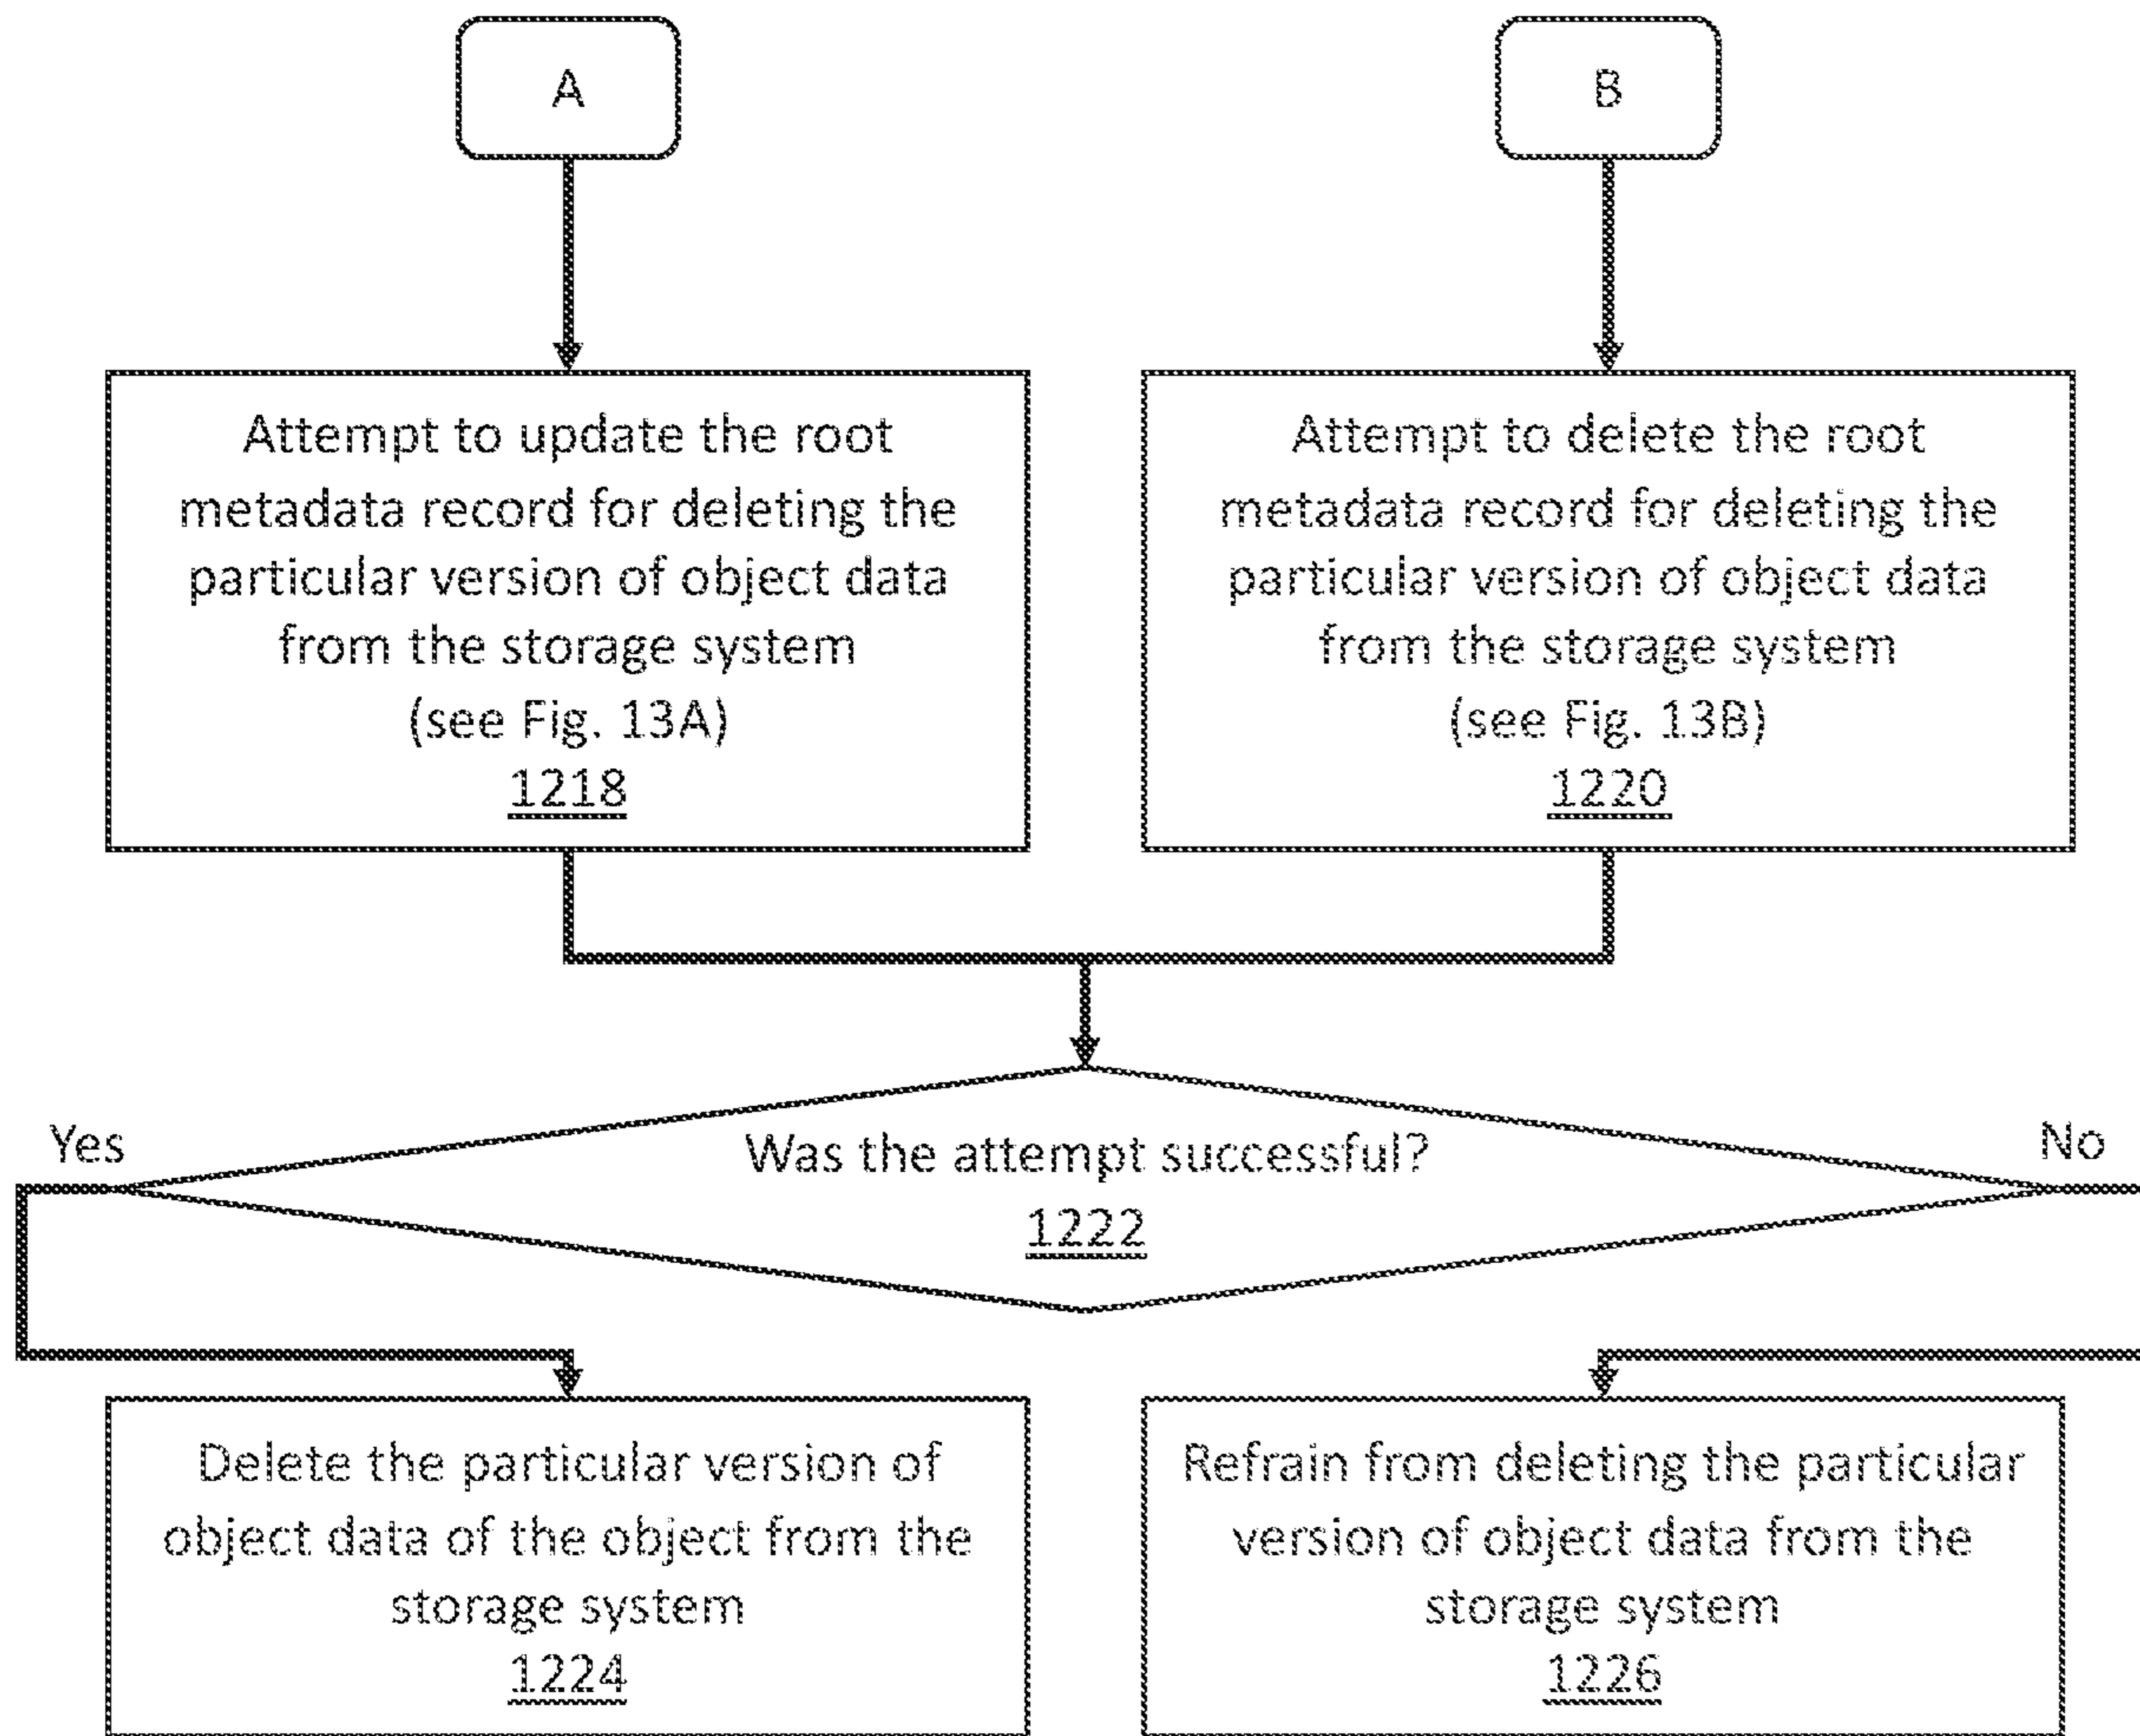 A
B
Attempt to update the root
metadata record for deleting the
particular version of object data
from the storage system
(see Fig. 13A)
1218
Attempt to delete the root
metadata record for deleting the
particular version of object data
from the storage system
(see Fig. 13B)
1220
Yes
Was the attempt successful?
1222
No
Delete the particular version of
object data of the object from the
storage system
1224
Refrain from deleting the particular
version of object data from the
storage system
1226